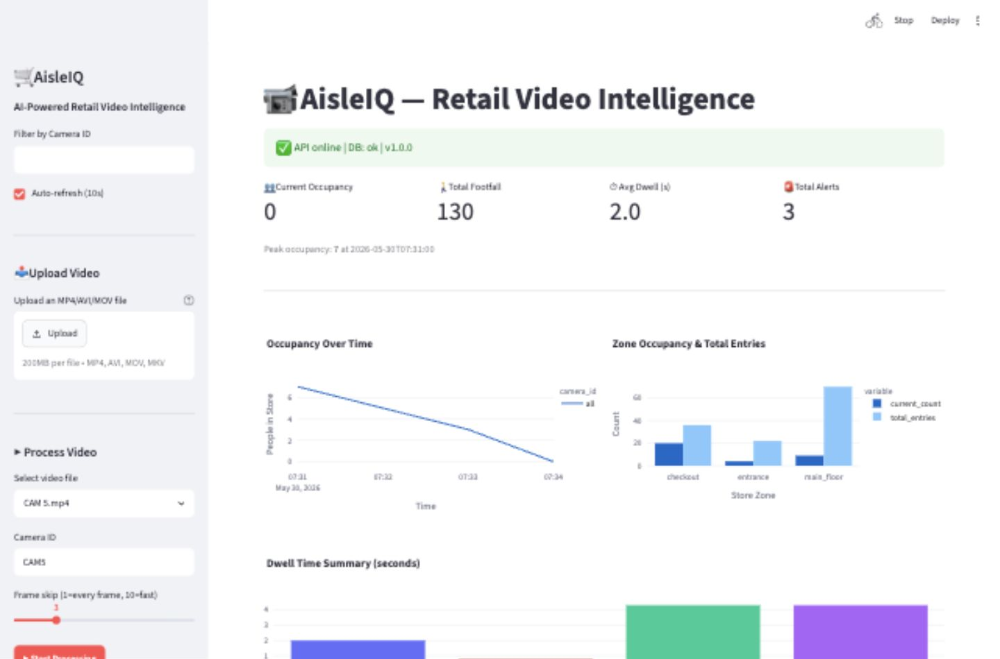 Stop Deploy
AisleIQ
AI-Powered Retail Video Intelligence
Filter by Camera ID
Auto-refresh (10s)
Upload Video
Upload an MP4/AVI/MOV file
Upload
200MB per file • MP4, AVI, MOV, MKV
Process Video
Select video file
CAM 5.mp4
Camera ID
CAM5
Frame skip (1=every frame, 10=fast)
3
Start Processing
AisleIQ — Retail Video Intelligence
API online | DB: ok | v1.0.0
Current Occupancy Total Footfall Avg Dwell (s) Total Alerts
0 130 2.0 3
Peak occupancy: 7 at 2026-05-30T07:31:00
Occupancy Over Time
camera_id
all
People in Store
6
4
2
0
07:31 07:32 07:33 07:34
May 30, 2026
Time
Zone Occupancy & Total Entries
variable
current_count
total_entries
Count
60
40
20
0
checkout entrance main_floor
Store Zone
Dwell Time Summary (seconds)
4
3
2
1